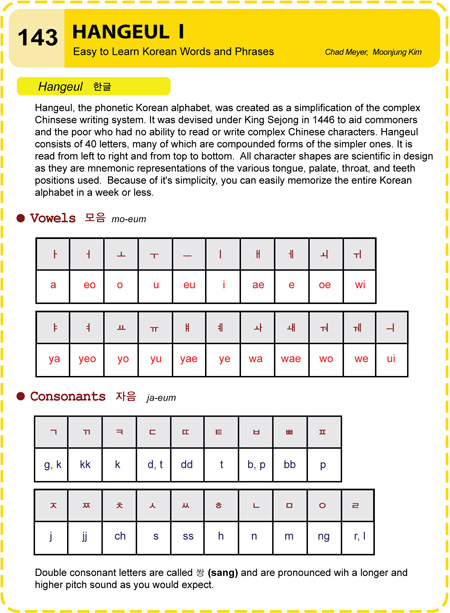 143 HANGEUL I
Easy to Learn Korean Words and Phrases Chad Meyer, Moonjung Kim
Hangeul 한글
Hangeul, the phonetic Korean alphabet, was created as a simplification of the complex
Chinsese writing system. It was devised under King Sejong in 1446 to aid commoners
and the poor who had no ability to read or write complex Chinese characters. Hangeul
consists of 40 letters, many of which are compounded forms of the simpler ones. It is
read from left to right and from top to bottom. All character shapes are scientific in design
as they are mnemonic representations of the various tongue, palate, throat, and teeth
positions used. Because of it's simplicity, you can easily memorize the entire Korean
alphabet in a week or less.
Vowels 모음 mo-eum
ㅏ ㅓ ㅗ ㅜ ㅡ ㅣ ㅐ ㅔ ㅚ ㅟ
a eo o u eu i ae e oe wi
ㅑ ㅕ ㅛ ㅠ ㅒ ㅖ ㅘ ㅙ ㅝ ㅞ ㅢ
ya yeo yo yu yae ye wa wae wo we ui
Consonants 자음 ja-eum
ㄱ ㄲ ㅋ ㄷ ㄸ ㅌ ㅂ ㅃ ㅍ
g, k kk k d, t dd t b, p bb p
ㅈ ㅉ ㅊ ㅅ ㅆ ㅎ ㄴ ㅁ ㅇ ㄹ
j jj ch s ss h n m ng r, l
Double consonant letters are called 쌍 (sang) and are pronounced wih a longer and
higher pitch sound as you would expect.